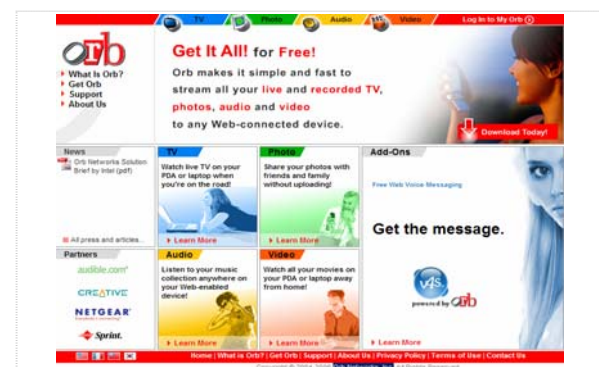 TV
Photo
Audio
Video
Log In to My Orb
orb
What Is Orb?
Get Orb
Support
About Us
Get It All! for Free!
Orb makes it simple and fast to
stream all your live and recorded TV,
photos, audio and video
to any Web-connected device.
Download Today!
News
Orb Networks Solution
Brief by Intel (pdf)
All press and articles...
TV
Watch live TV on your
PDA or laptop when
you're on the road!
Learn More
Photo
Share your photos with
friends and family
without uploading!
Learn More
Add-Ons
Free Web Voice Messaging
Get the message.
v4s
powered by orb
Learn More
Partners
audible.com
CREATIVE
NETGEAR
Sprint.
Audio
Listen to your music
collection anywhere on
your Web-enabled
device!
Learn More
Video
Watch all your movies on
your PDA or laptop away
from home!
Learn More
Home | What is Orb? | Get Orb | Support | About Us | Privacy Policy | Terms of Use | Contact Us